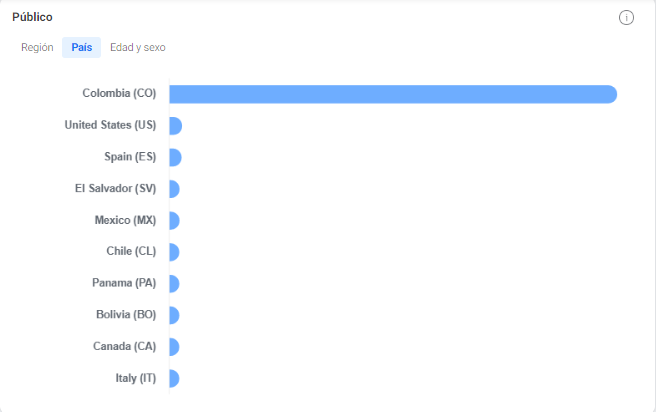 Público
Región País Edad y sexo
Colombia (CO)
United States (US)
Spain (ES)
El Salvador (SV)
Mexico (MX)
Chile (CL)
Panama (PA)
Bolivia (BO)
Canada (CA)
Italy (IT)